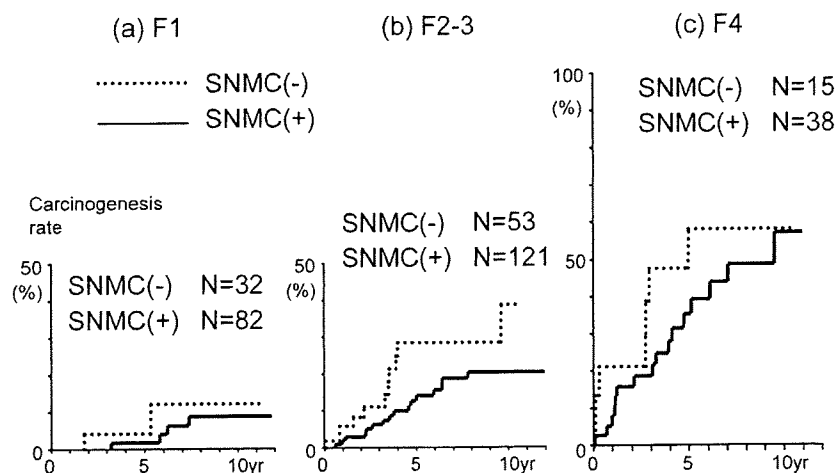 (a) F1
(b) F2-3
(c) F4
SNMC(-)
SNMC(+)
100
(%)
SNMC(-) N=15
SNMC(+) N=38
50
0
5
10yr
Carcinogenesis
rate
50
(%)
SNMC(-) N=32
SNMC(+) N=82
0
5
10yr
50
(%)
SNMC(-) N=53
SNMC(+) N=121
0
5
10yr